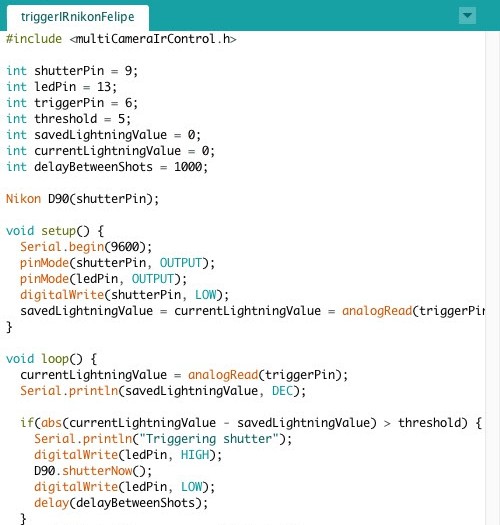 triggerIRnikonFelipe
#include <multiCameraIrControl.h>
int shutterPin = 9;
int ledPin = 13;
int triggerPin = 6;
int threshold = 5;
int savedLightningValue = 0;
int currentLightningValue = 0;
int delayBetweenShots = 1000;
Nikon D90(shutterPin);
void setup() {
Serial.begin(9600);
pinMode(shutterPin, OUTPUT);
pinMode(ledPin, OUTPUT);
digitalWrite(shutterPin, LOW);
savedLightningValue = currentLightningValue = analogRead(triggerPin
}
void loop() {
currentLightningValue = analogRead(triggerPin);
Serial.println(savedLightningValue, DEC);
if(abs(currentLightningValue - savedLightningValue) > threshold) {
Serial.println("Triggering shutter");
digitalWrite(ledPin, HIGH);
D90.shutterNow();
digitalWrite(ledPin, LOW);
delay(delayBetweenShots);
}